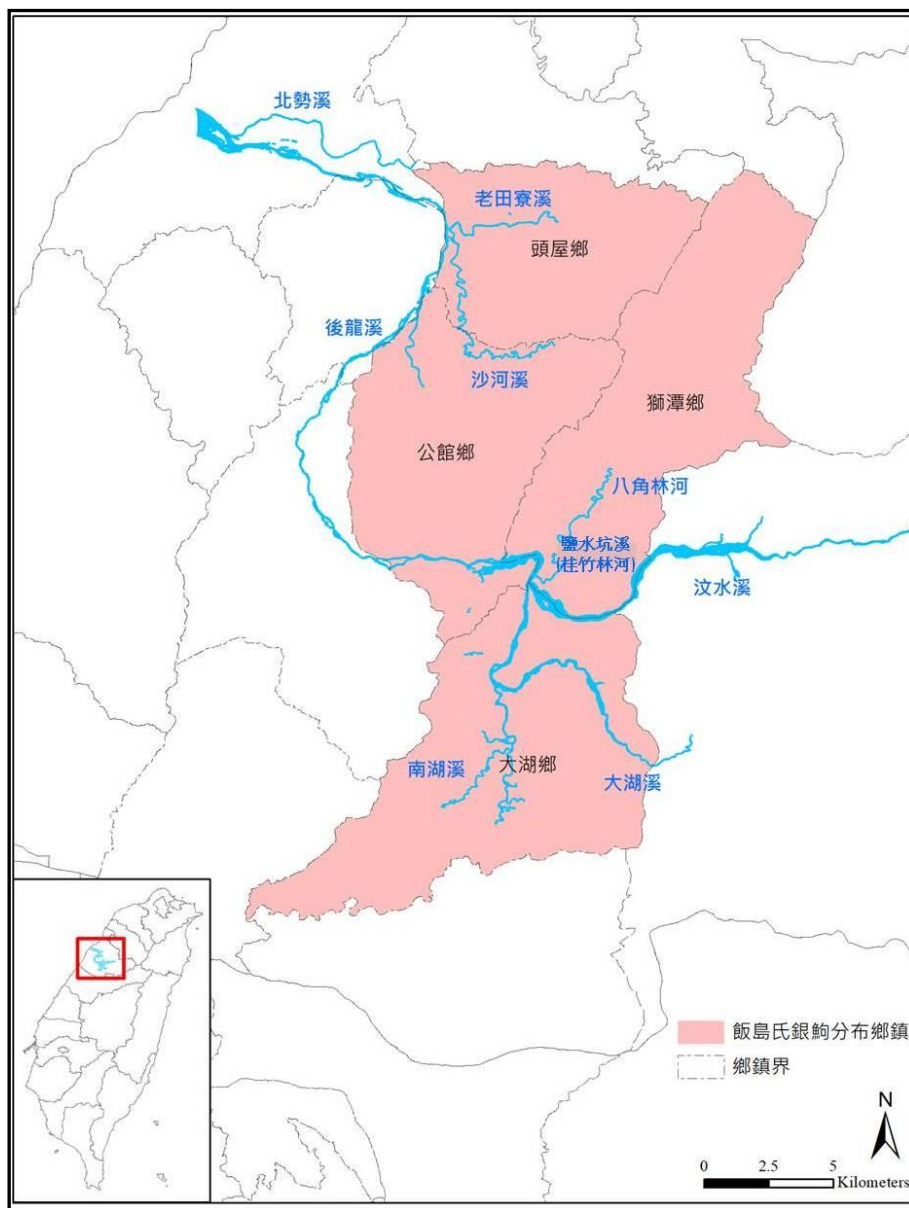 北勢溪
老田寮溪
頭屋鄉
後龍溪
沙河溪
獅潭鄉
公館鄉
八角林河
鹽水坑溪
(桂竹林河)
汶水溪
南湖溪
大湖鄉
大湖溪
飯島氏銀鮈分布鄉鎮
鄉鎮界
N
0 2.5 5
Kilometers